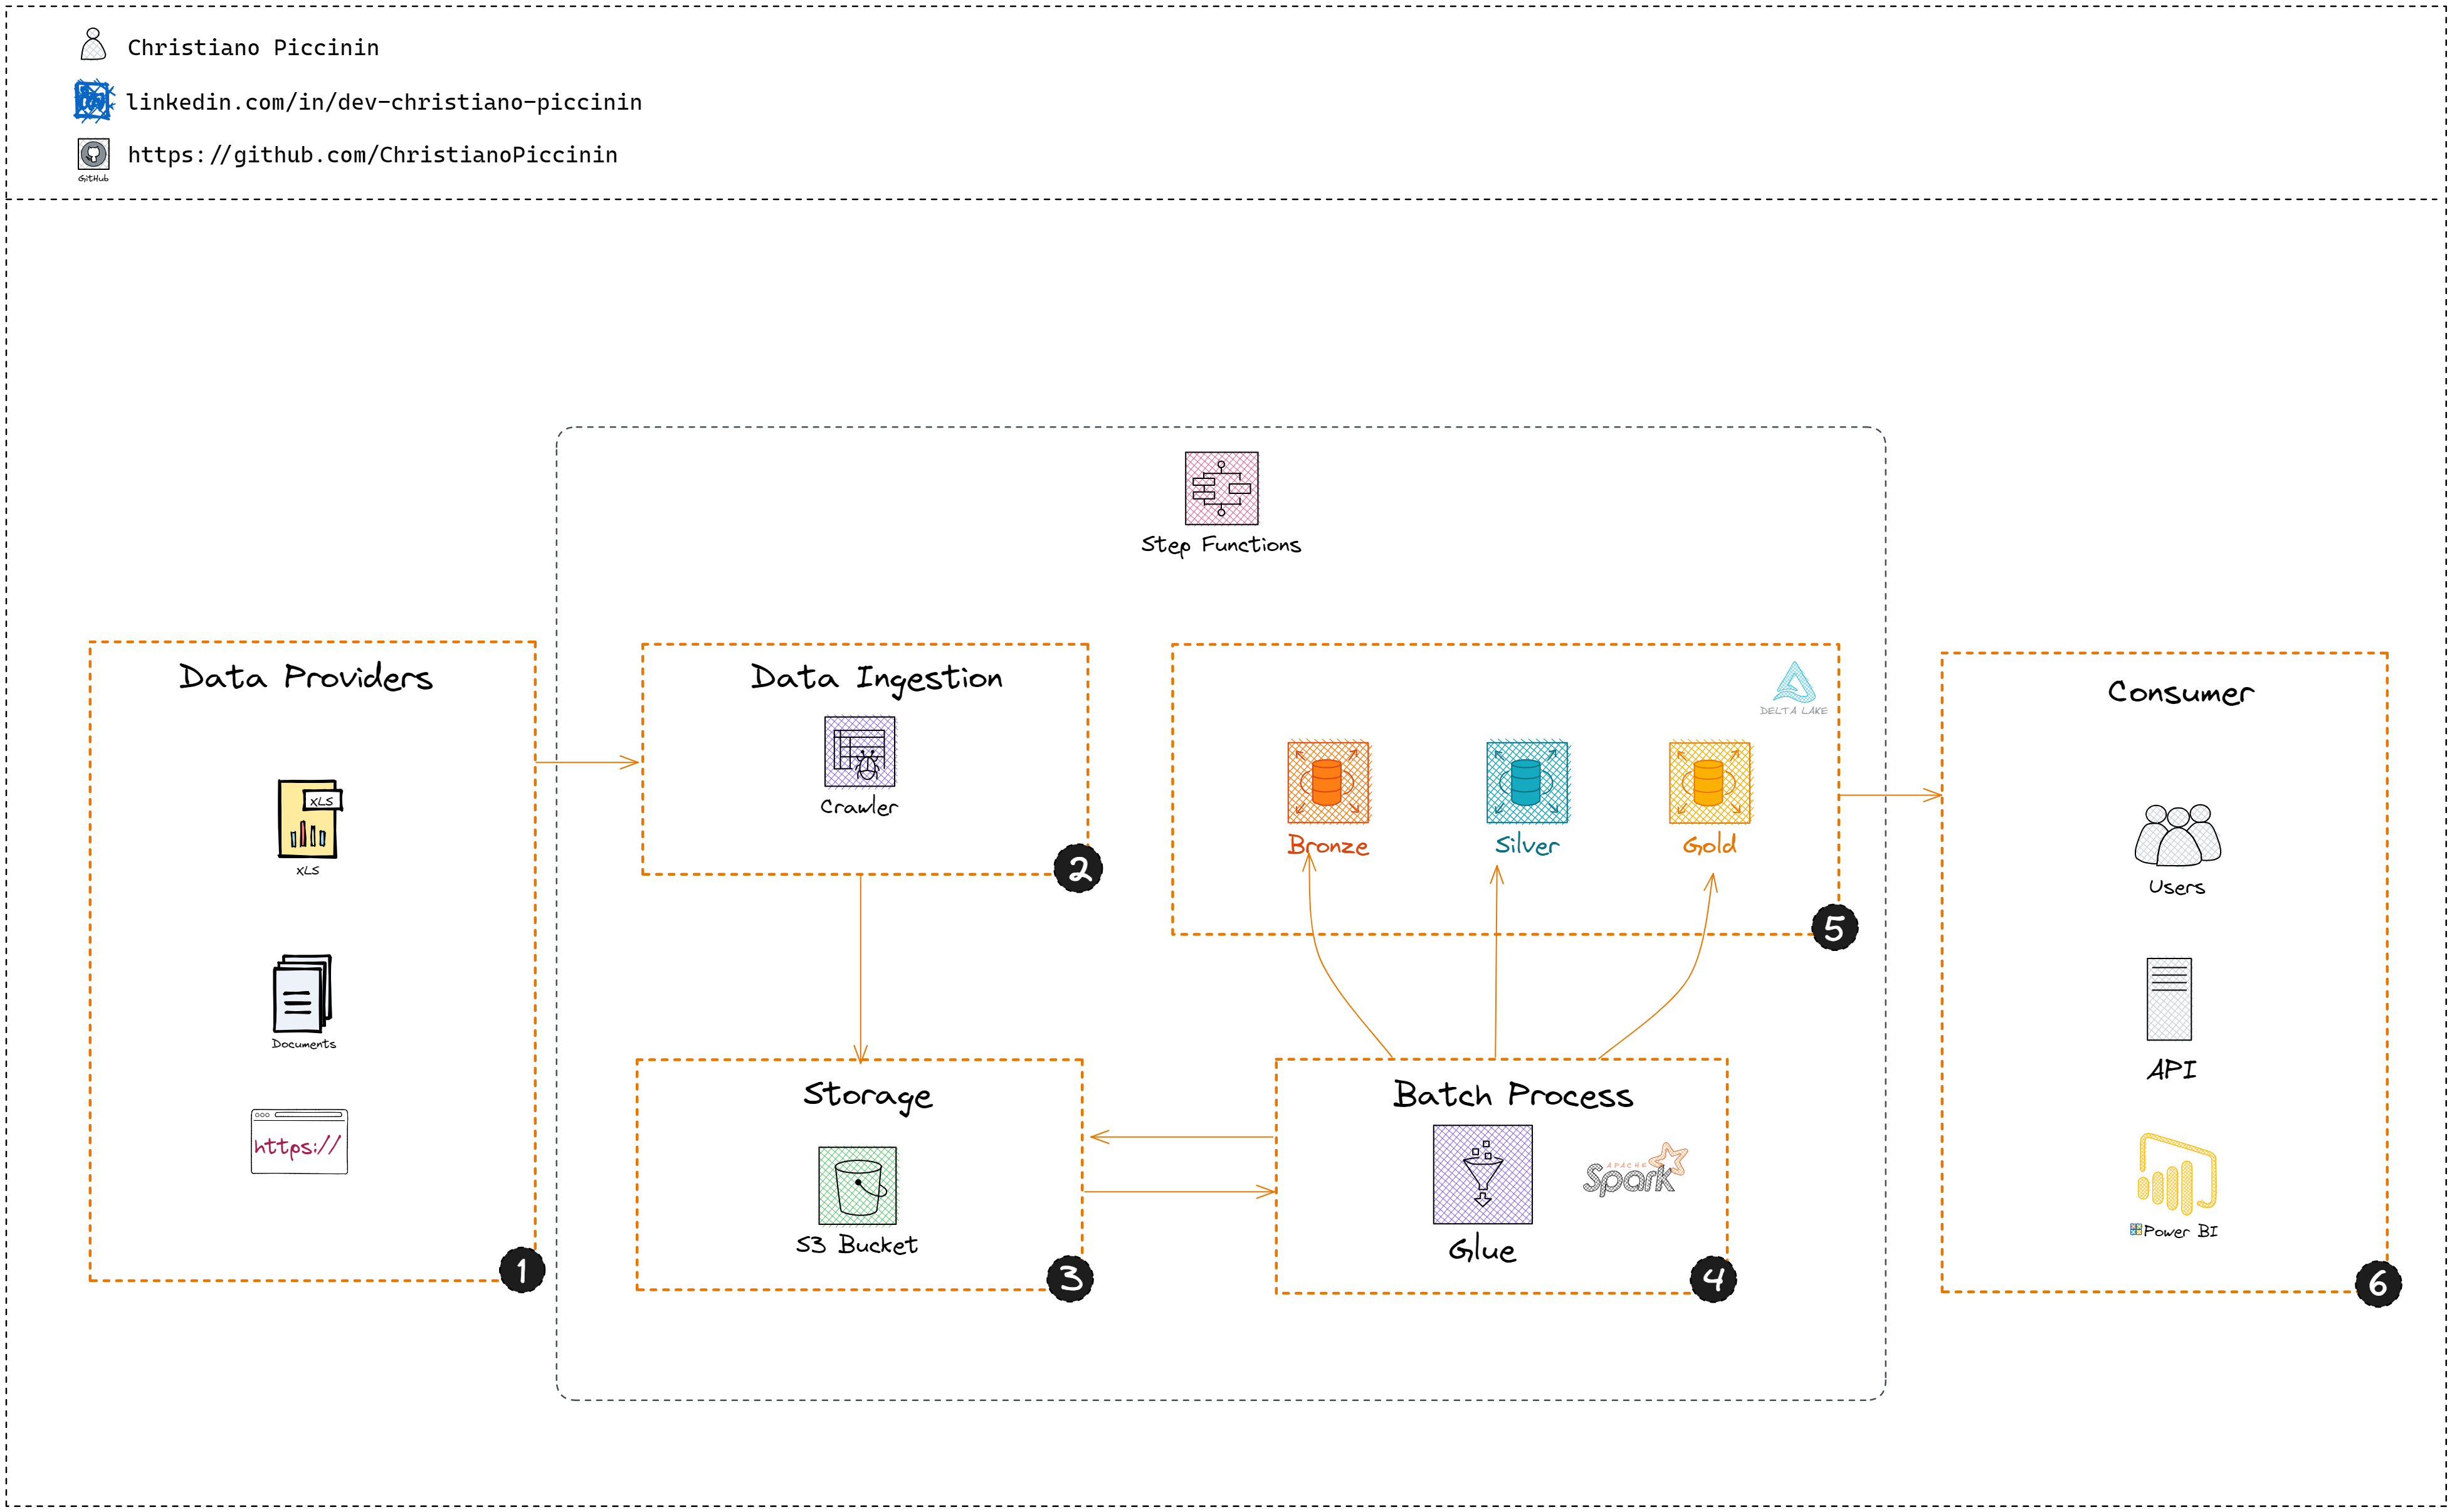 Christiano Piccinin
linkedin.com/in/dev-christiano-piccinin
GitHub
https://github.com/ChristianoPiccinin
Step Functions
Data Providers
XLS
XLS
Documents
https://
1
Data Ingestion
Crawler
2
Storage
S3 Bucket
3
Batch Process
Glue
APACHE
Spark
4
DELTA LAKE
Bronze
Silver
Gold
5
Consumer
Users
API
Power BI
6